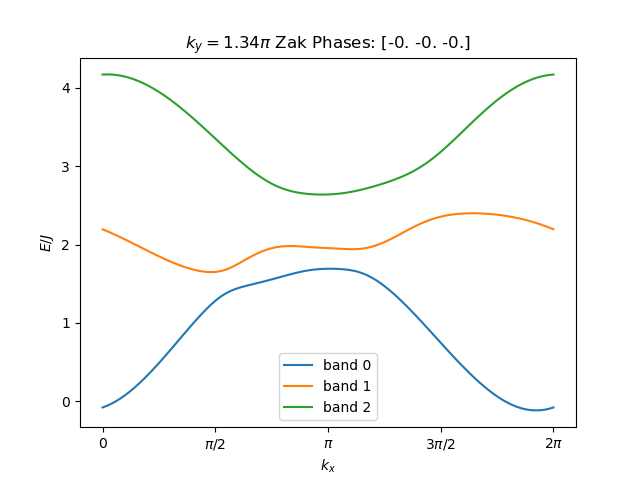 k_y = 1.34π Zak Phases: [-0. -0. -0.]
E/J
4
3
2
1
0
band 0
band 1
band 2
0 π/2 π 3π/2 2π
k_x